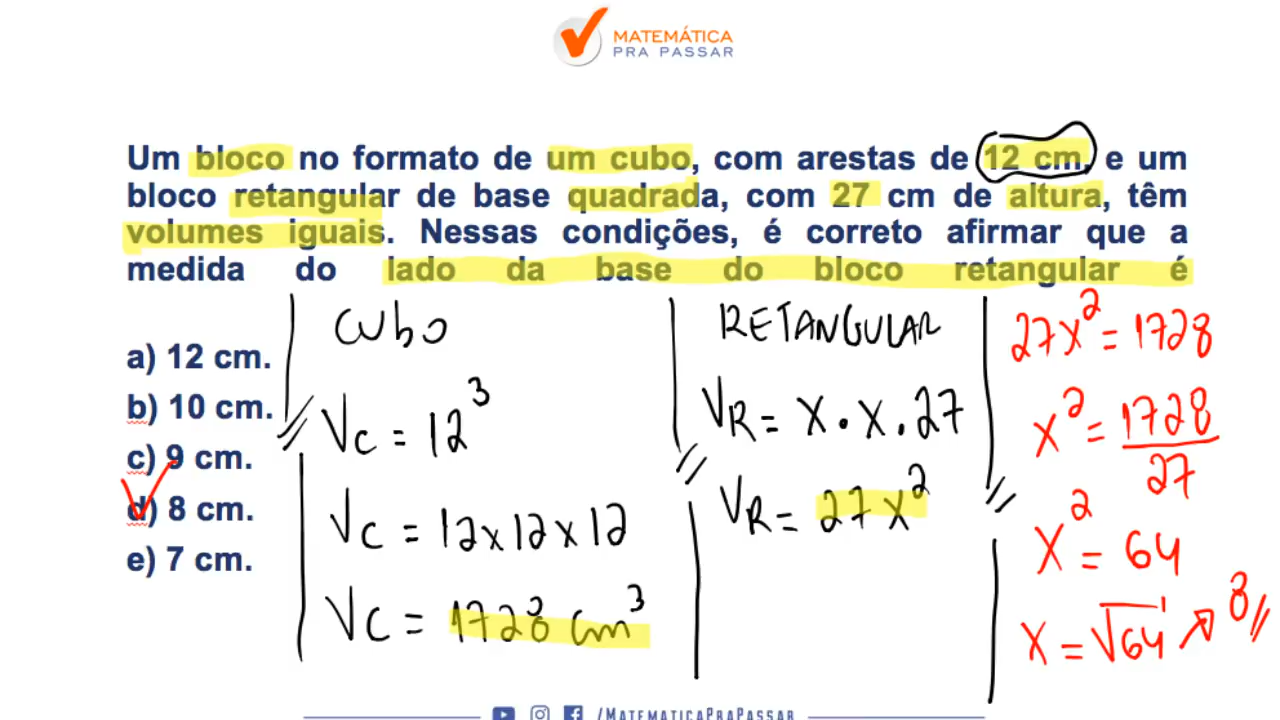 MATEMÁTICA
PRA PASSAR
Um bloco no formato de um cubo, com arestas de 12 cm, e um
bloco retangular de base quadrada, com 27 cm de altura, têm
volumes iguais. Nessas condições, é correto afirmar que a
medida do lado da base do bloco retangular é
a) 12 cm.
b) 10 cm.
c) 9 cm.
d) 8 cm.
e) 7 cm.
CUBO
Vc = 12³
Vc = 12x12x12
Vc = 1728 cm³
RETANGULAR
VR = X . X . 27
VR = 27x²
27x² = 1728
x² = 1728/27
x² = 64
x = √64 ↗ 8//
/MATEMATICAPRAPASSAR